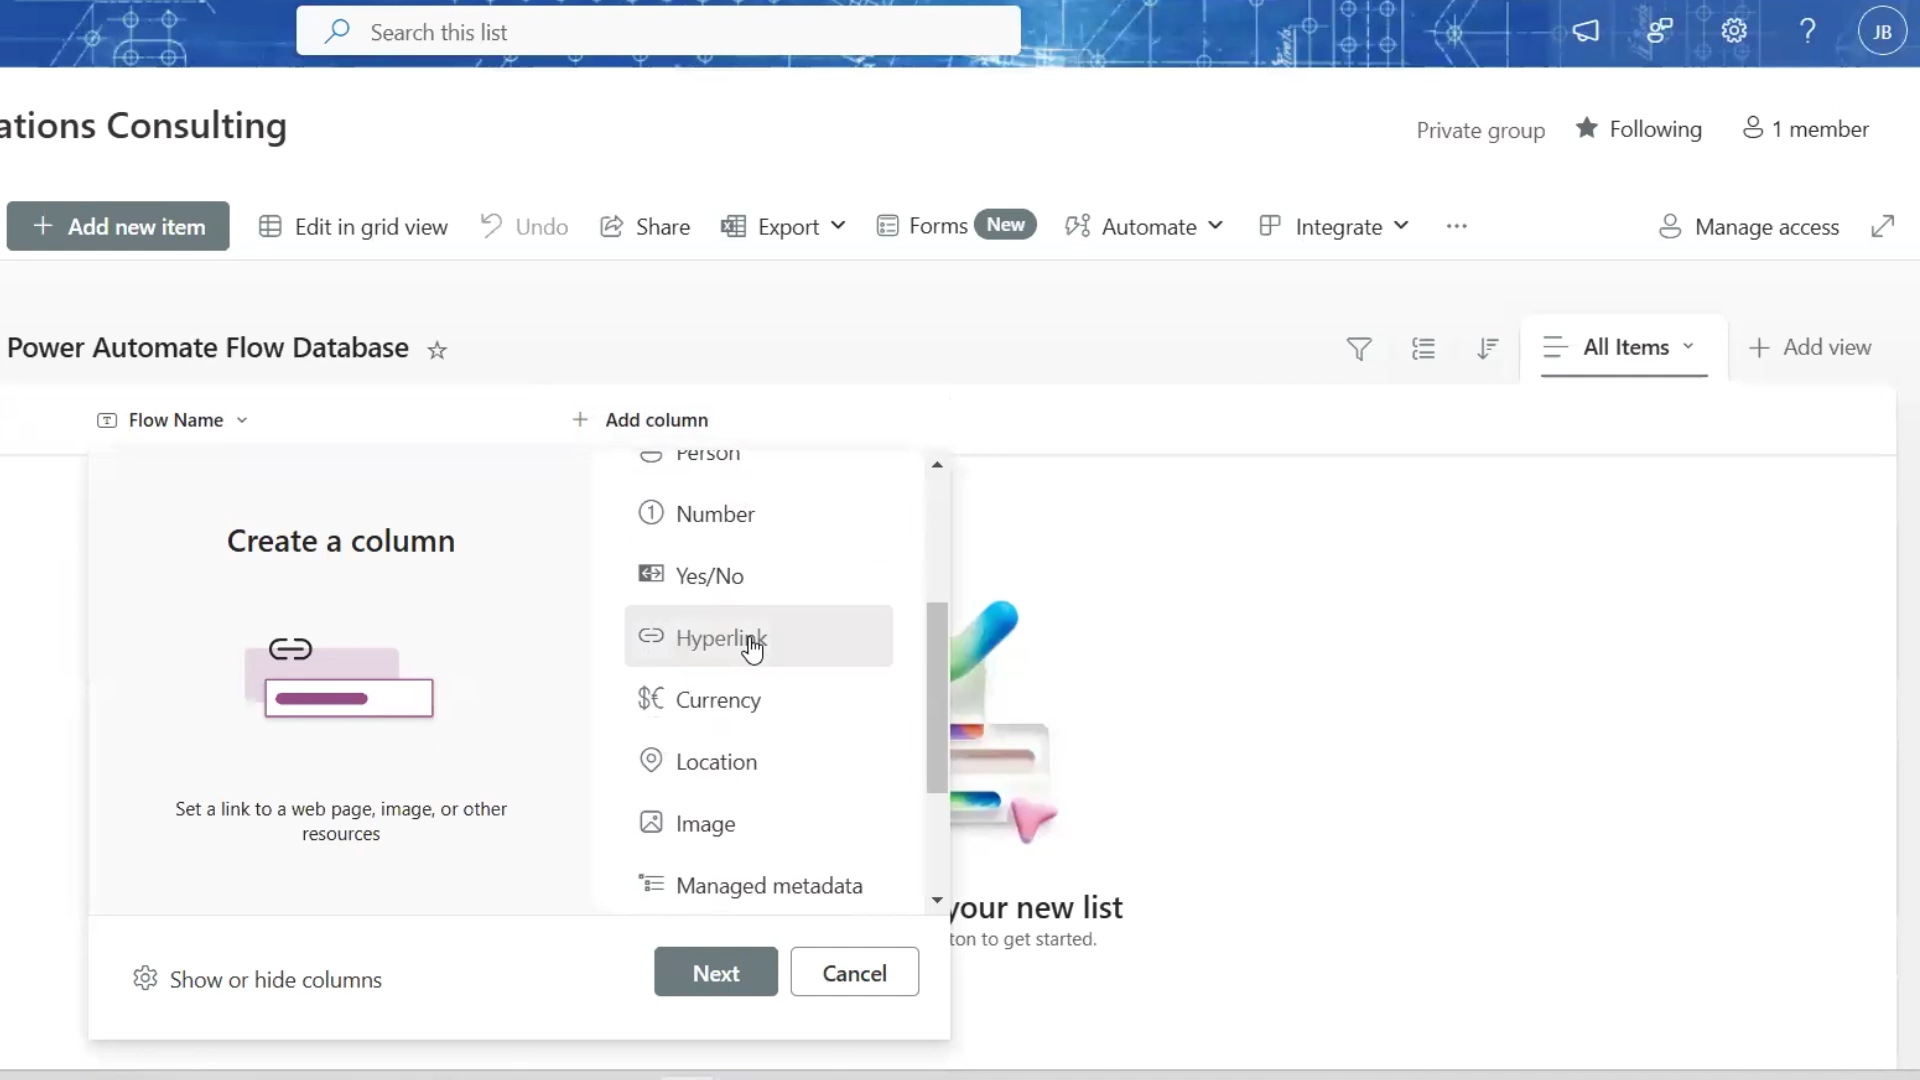 Search this list
JB
ations Consulting
Private group
Following
1 member
Add new item
Edit in grid view
Undo
Share
Export
Forms
New
Automate
Integrate
Manage access
Power Automate Flow Database
All Items
Add view
Flow Name
Add column
Create a column
Set a link to a web page, image, or other
resources
Person
Number
Yes/No
Hyperlink
Currency
Location
Image
Managed metadata
your new list
ton to get started.
Show or hide columns
Next
Cancel